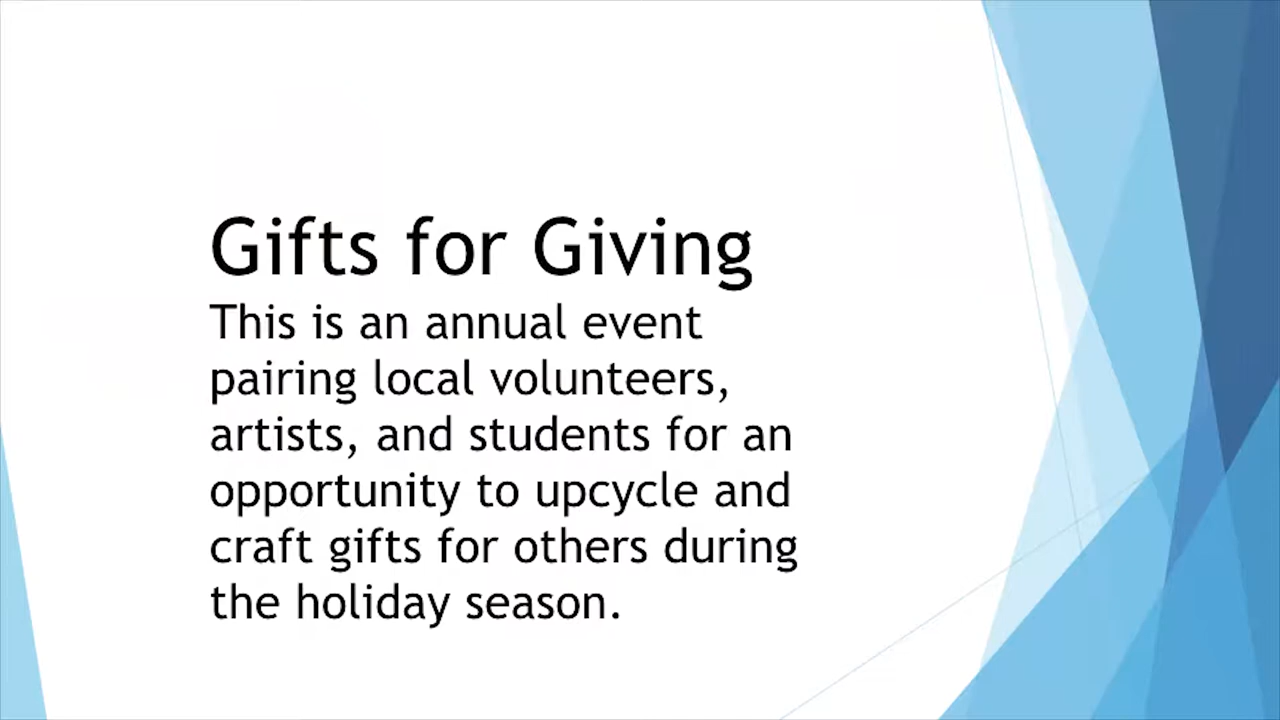 Gifts for Giving
This is an annual event
pairing local volunteers,
artists, and students for an
opportunity to upcycle and
craft gifts for others during
the holiday season.